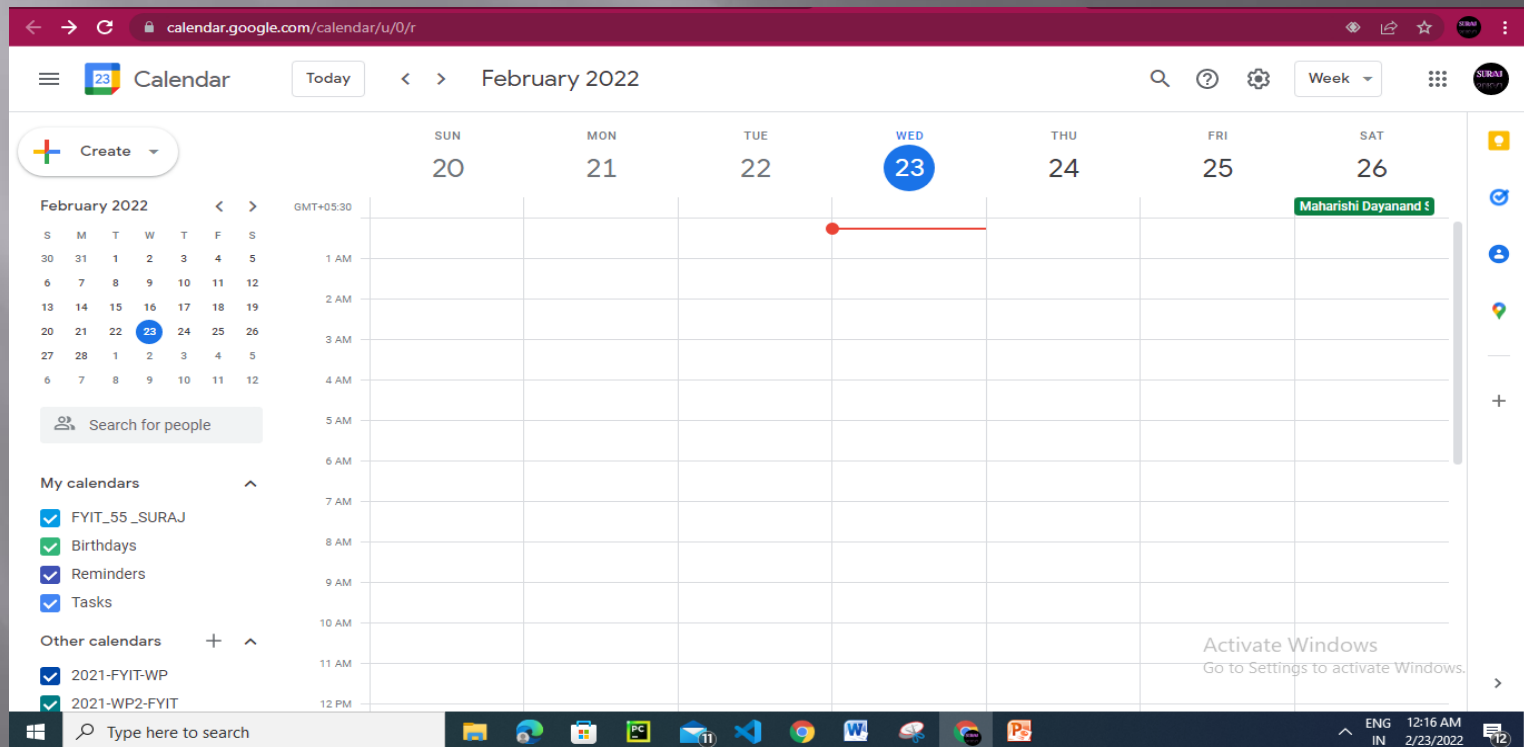 calendar.google.com/calendar/u/0/r
SURAJ
23 Calendar Today February 2022 Week SURAJ
Create
February 2022
S M T W T F S
30 31 1 2 3 4 5
6 7 8 9 10 11 12
13 14 15 16 17 18 19
20 21 22 23 24 25 26
27 28 1 2 3 4 5
6 7 8 9 10 11 12
Search for people
My calendars
FYIT_55 _SURAJ
Birthdays
Reminders
Tasks
Other calendars
2021-FYIT-WP
2021-WP2-FYIT
SUN MON TUE WED THU FRI SAT
20 21 22 23 24 25 26
GMT+05:30 Maharishi Dayanand S
1 AM
2 AM
3 AM
4 AM
5 AM
6 AM
7 AM
8 AM
9 AM
10 AM
11 AM
12 PM
Activate Windows
Go to Settings to activate Windows.
Type here to search
PC
11
W
P
ENG
IN
12:16 AM
2/23/2022
12